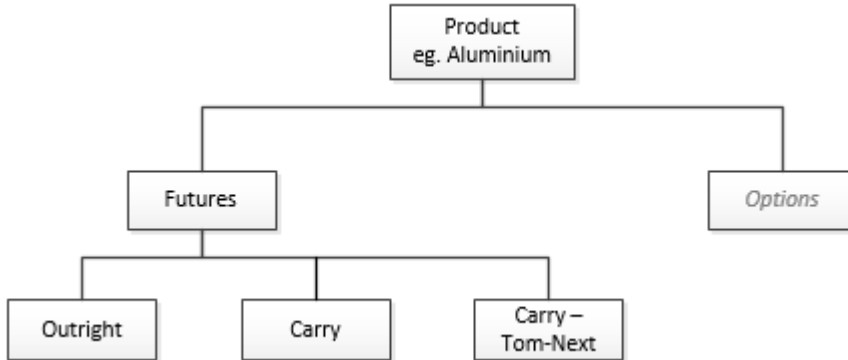 Product
eg. Aluminium
Futures
Options
Outright
Carry
Carry –
Tom-Next